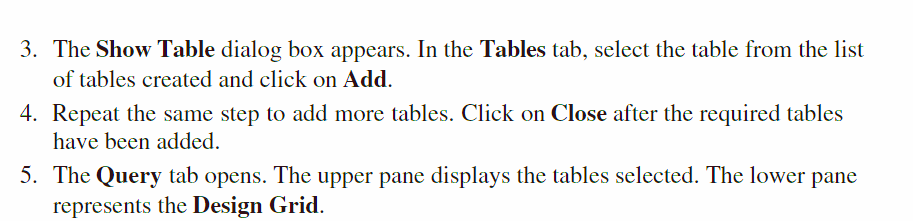 3. The Show Table dialog box appears. In the Tables tab, select the table from the list
of tables created and click on Add.
4. Repeat the same step to add more tables. Click on Close after the required tables
have been added.
5. The Query tab opens. The upper pane displays the tables selected. The lower pane
represents the Design Grid.